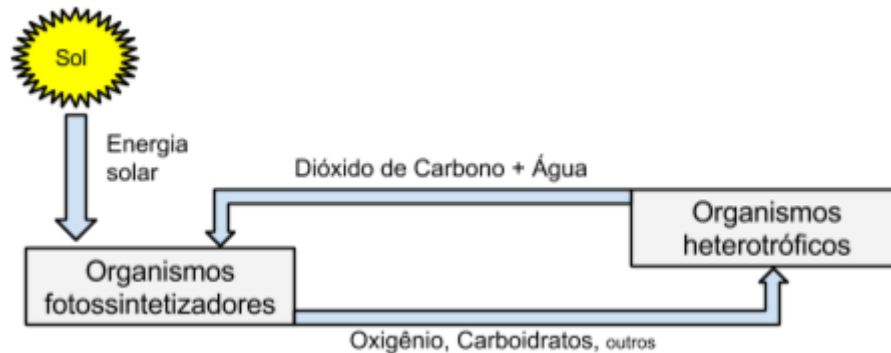 Sol
Energia
solar
Dióxido de Carbono + Água
Organismos
heterotróficos
Organismos
fotossintetizadores
Oxigênio, Carboidratos, outros